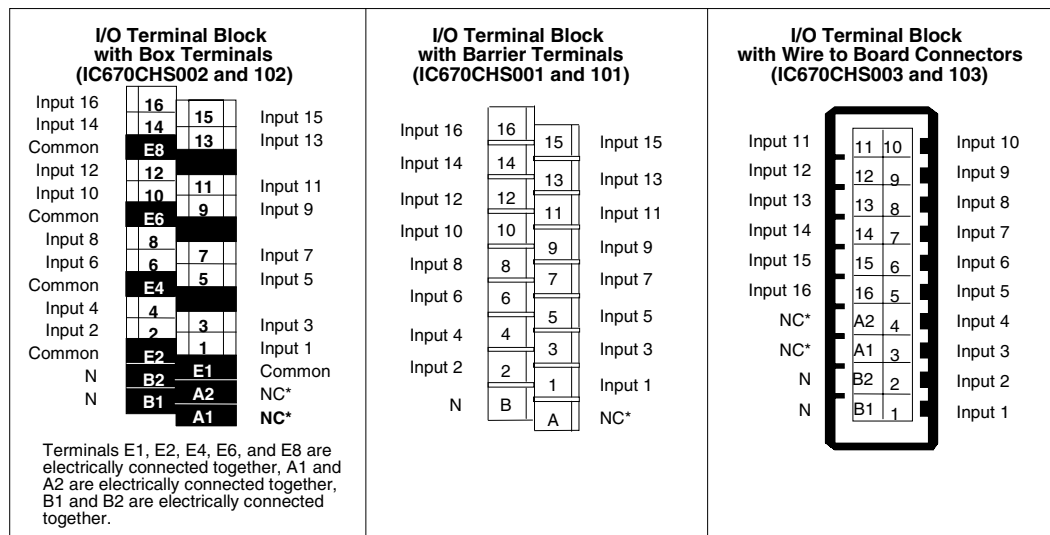 I/O Terminal Block
with Box Terminals
(IC670CHS002 and 102)
Input 16 16
15 Input 15
Input 14 14
13 Input 13
Common E8
Input 12 12
11 Input 11
Input 10 10
9 Input 9
Common E6
Input 8 8
7 Input 7
Input 6 6
5 Input 5
Common E4
Input 4 4
3 Input 3
Input 2 2
1 Input 1
Common E2
E1 Common
N B2
A2 NC*
N B1
A1 NC*
Terminals E1, E2, E4, E6, and E8 are
electrically connected together, A1 and
A2 are electrically connected together,
B1 and B2 are electrically connected
together.
I/O Terminal Block
with Barrier Terminals
(IC670CHS001 and 101)
Input 16 16
15 Input 15
Input 14 14
13 Input 13
Input 12 12
11 Input 11
Input 10 10
9 Input 9
Input 8 8
7 Input 7
Input 6 6
5 Input 5
Input 4 4
3 Input 3
Input 2 2
1 Input 1
N B
A NC*
I/O Terminal Block
with Wire to Board Connectors
(IC670CHS003 and 103)
Input 11 11 10 Input 10
Input 12 12 9 Input 9
Input 13 13 8 Input 8
Input 14 14 7 Input 7
Input 15 15 6 Input 6
Input 16 16 5 Input 5
NC* A2 4 Input 4
NC* A1 3 Input 3
N B2 2 Input 2
N B1 1 Input 1